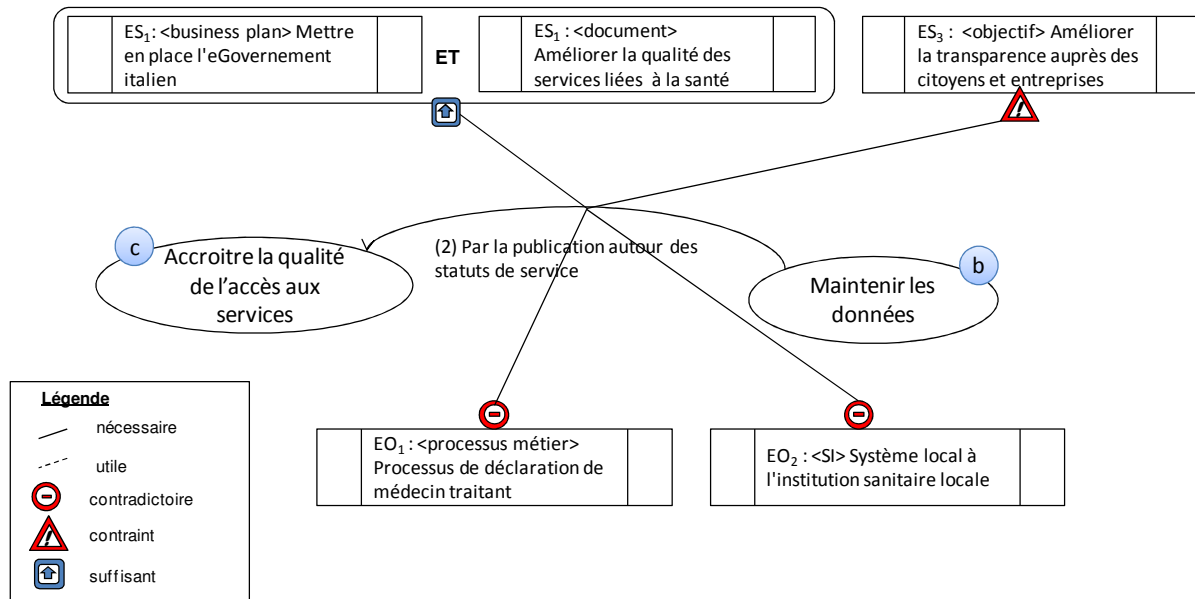 ES1: <business plan> Mettre
en place l'eGovernement
italien
ET
ES1 : <document>
Améliorer la qualité des
services liées à la santé
ES3 : <objectif> Améliorer
la transparence auprès des
citoyens et entreprises
c
Accroitre la qualité
de l'accès aux
services
(2) Par la publication autour des
statuts de service
b
Maintenir les
données
Légende
nécessaire
utile
contradictoire
contraint
suffisant
EO1 : <processus métier>
Processus de déclaration de
médecin traitant
EO2 : <SI> Système local à
l'institution sanitaire locale